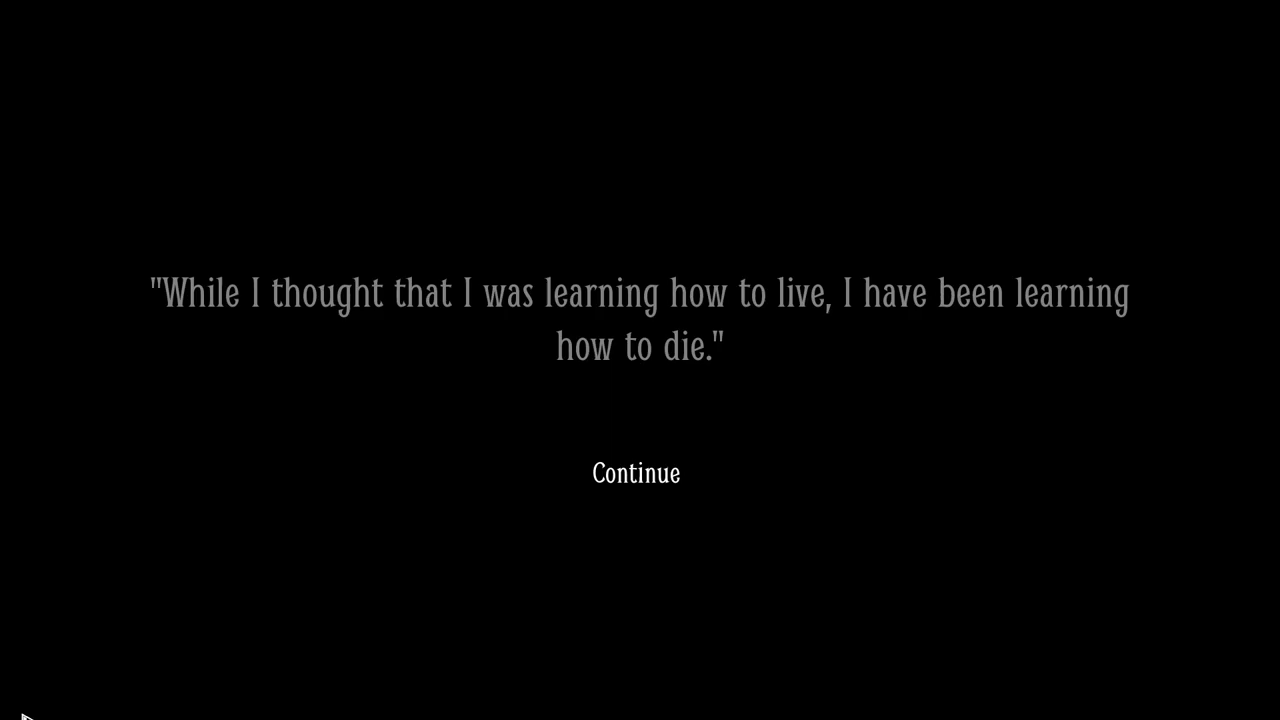 "While I thought that I was learning how to live, I have been learning
how to die."
Continue